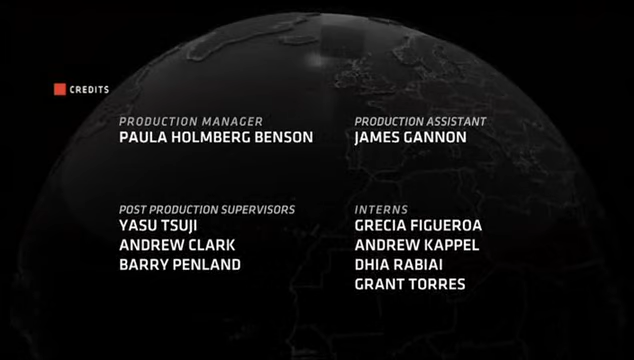 CREDITS
PRODUCTION MANAGER
PAULA HOLMBERG BENSON
PRODUCTION ASSISTANT
JAMES GANNON
POST PRODUCTION SUPERVISORS
YASU TSUJI
ANDREW CLARK
BARRY PENLAND
INTERNS
GRECIA FIGUEROA
ANDREW KAPPEL
DHIA RABIAI
GRANT TORRES